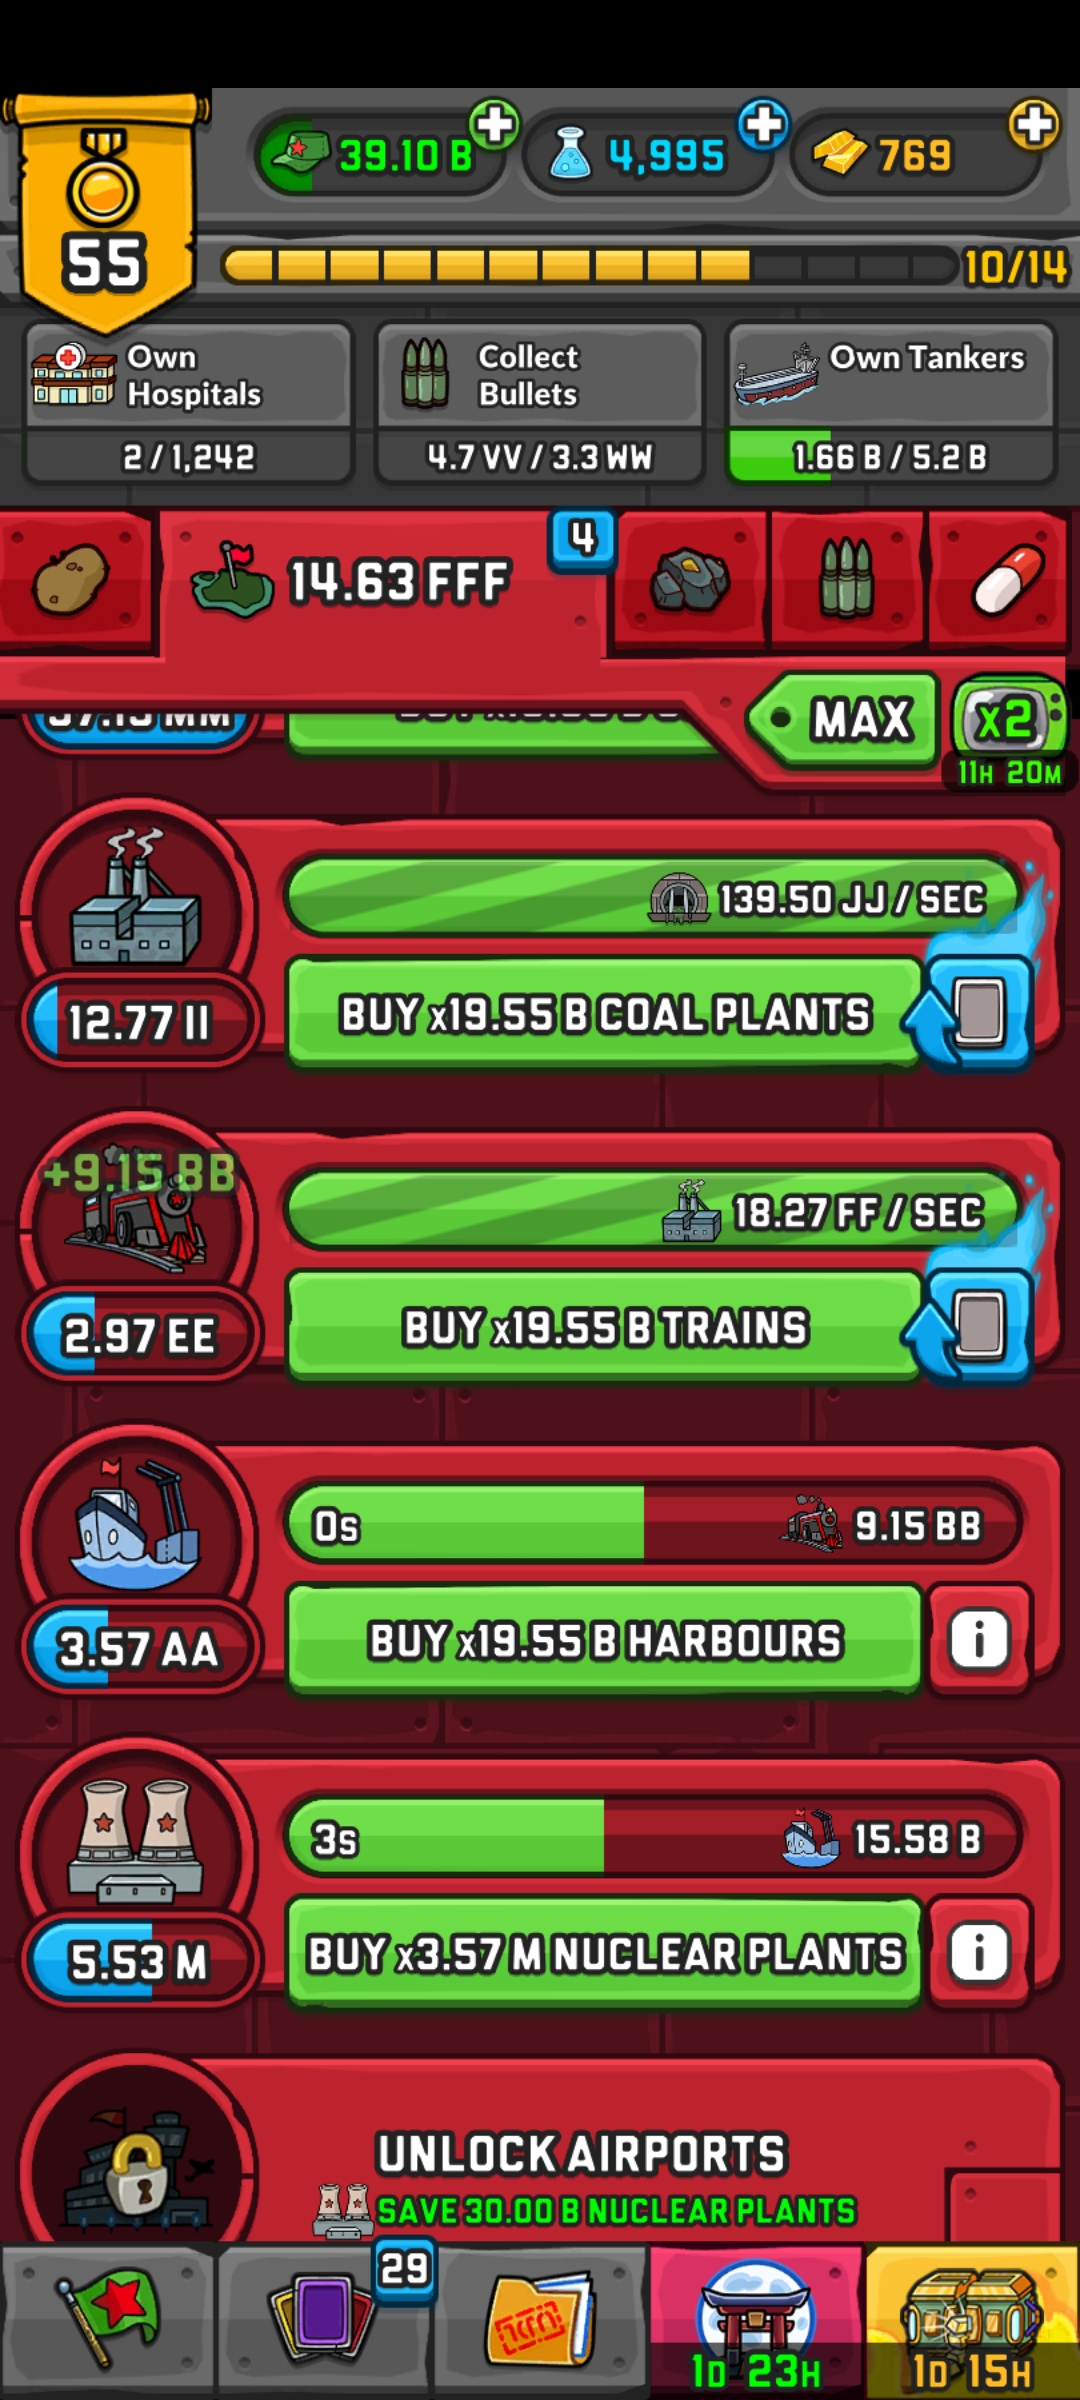 39.10 B
4,995
769
55
10/14
Own
Hospitals
2 / 1,242
Collect
Bullets
4.7 VV / 3.3 WW
Own Tankers
1.66 B / 5.2 B
14.63 FFF
4
MAX
x2
11H 20M
139.50 JJ / SEC
12.77 II
BUY x19.55 B COAL PLANTS
+9.15 BB
18.27 FF / SEC
2.97 EE
BUY x19.55 B TRAINS
0s
9.15 BB
3.57 AA
BUY x19.55 B HARBOURS
i
3s
15.58 B
5.53 M
BUY x3.57 M NUCLEAR PLANTS
i
UNLOCK AIRPORTS
SAVE 30.00 B NUCLEAR PLANTS
29
1D 23H
1D 15H